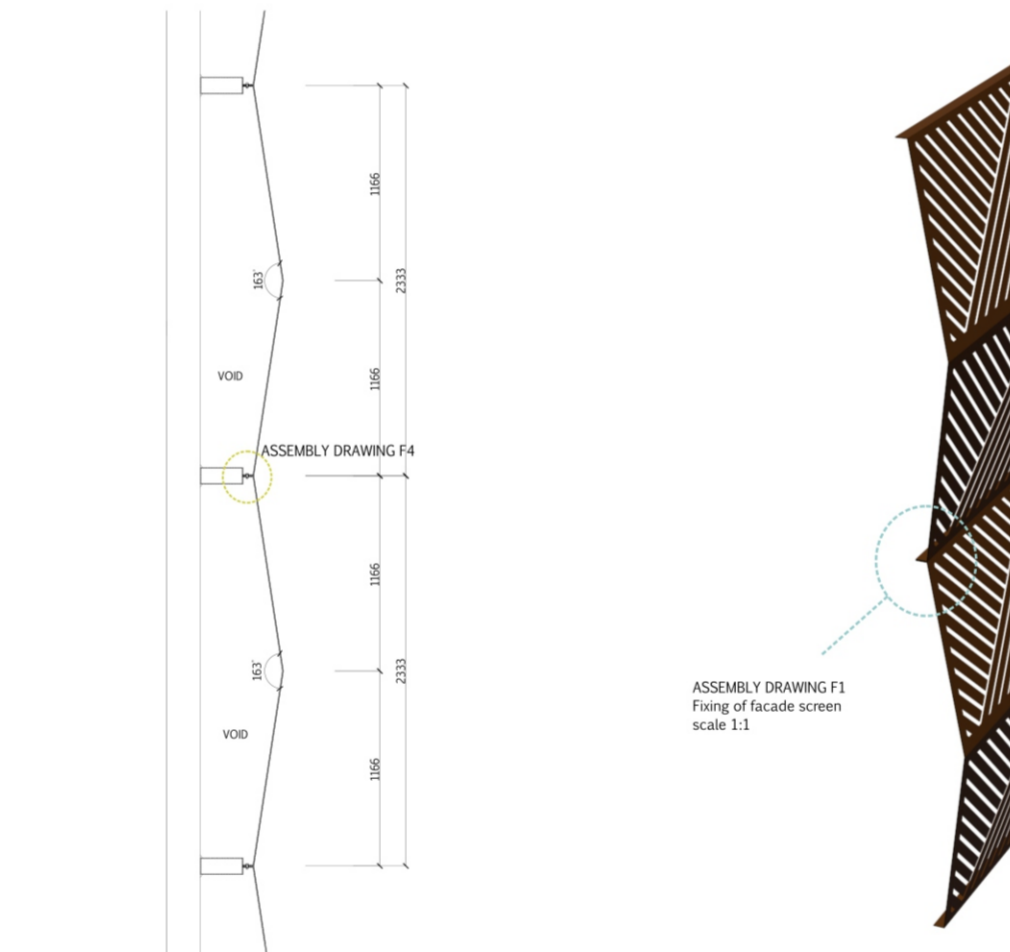 1166
163°
2333
1166
VOID
ASSEMBLY DRAWING F4
1166
163°
2333
ASSEMBLY DRAWING F1
Fixing of facade screen
scale 1:1
VOID
1166